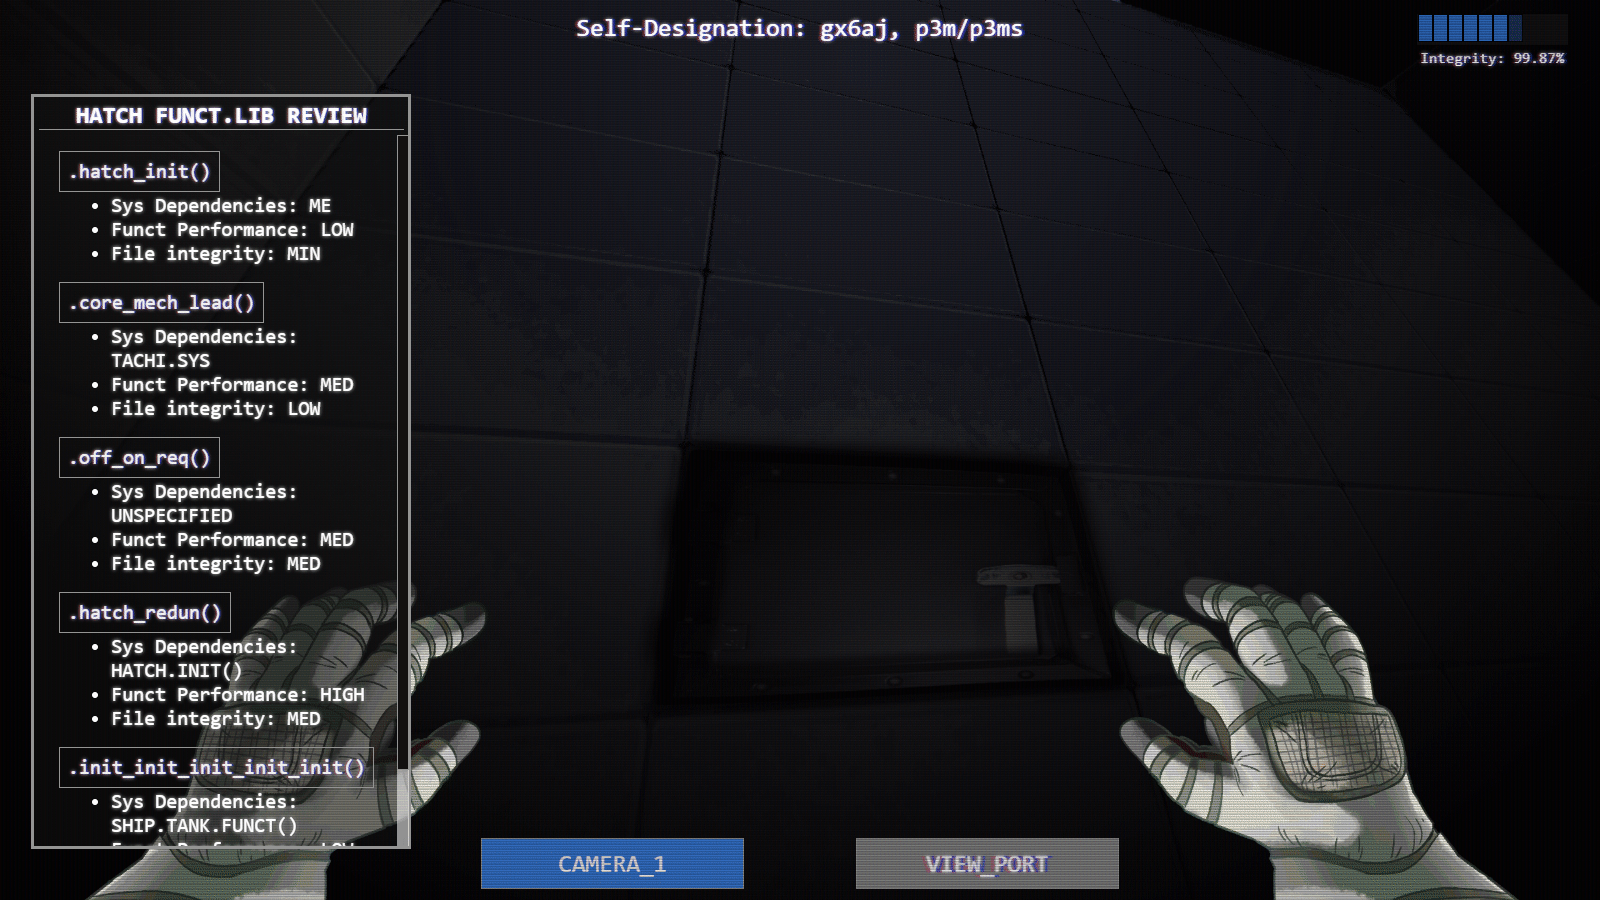 Self-Designation: gx6aj, p3m/p3ms
Integrity: 99.87%
HATCH FUNCT.LIB REVIEW
.hatch_init()
• Sys Dependencies: ME
• Funct Performance: LOW
• File integrity: MIN
.core_mech_lead()
• Sys Dependencies:
TACHI.SYS
• Funct Performance: MED
• File integrity: LOW
.off_on_req()
• Sys Dependencies:
UNSPECIFIED
• Funct Performance: MED
• File integrity: MED
.hatch_redun()
• Sys Dependencies:
HATCH.INIT()
• Funct Performance: HIGH
• File integrity: MED
.init_init_init_init_init()
• Sys Dependencies:
SHIP.TANK.FUNCT()
• Funct Performance: LOW
CAMERA_1
VIEW_PORT